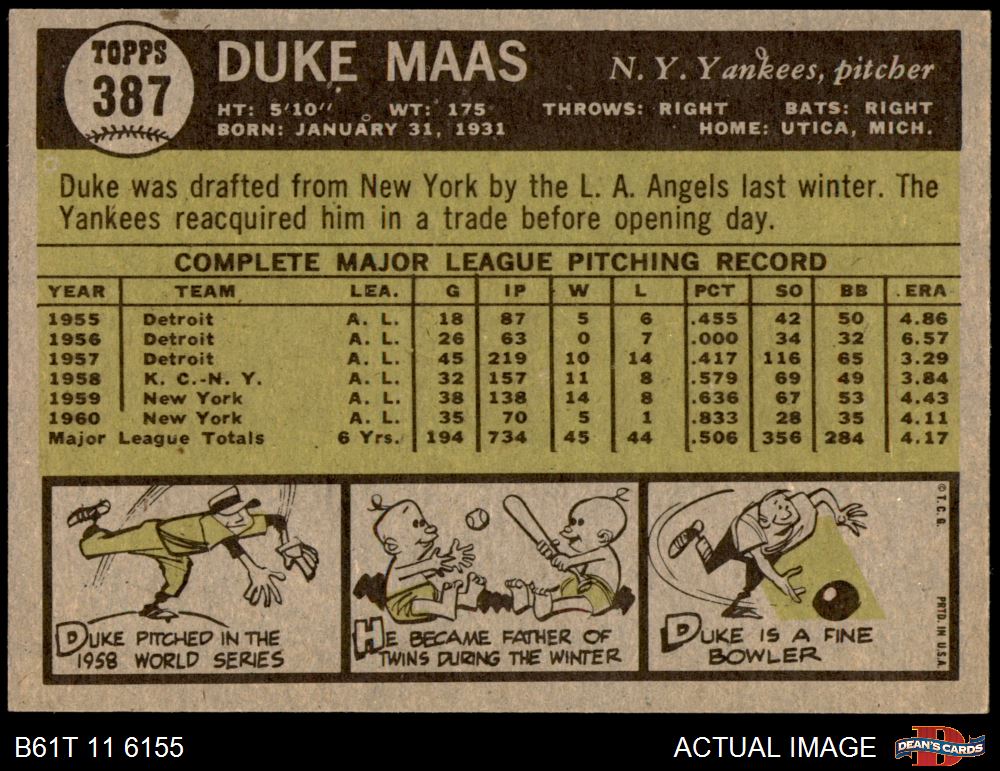 TOPPS
387
DUKE MAAS
N. Y. Yankees, pitcher
HT: 5'10" WT: 175 THROWS: RIGHT BATS: RIGHT
BORN: JANUARY 31, 1931 HOME: UTICA, MICH.
Duke was drafted from New York by the L. A. Angels last winter. The
Yankees reacquired him in a trade before opening day.
COMPLETE MAJOR LEAGUE PITCHING RECORD
YEAR TEAM LEA. G IP W L PCT SO BB ERA
1955 Detroit A. L. 18 87 5 6 .455 42 50 4.86
1956 Detroit A. L. 26 63 0 7 .000 34 32 6.57
1957 Detroit A. L. 45 219 10 14 .417 116 65 3.29
1958 K. C.-N. Y. A. L. 32 157 11 8 .579 69 49 3.84
1959 New York A. L. 38 138 14 8 .636 67 53 4.43
1960 New York A. L. 35 70 5 1 .833 28 35 4.11
Major League Totals 6 Yrs. 194 734 45 44 .506 356 284 4.17
DUKE PITCHED IN THE
1958 WORLD SERIES
HE BECAME FATHER OF
TWINS DURING THE WINTER
DUKE IS A FINE
BOWLER
© T. C. G.
PRTD. IN U.S.A.
B61T 11 6155
ACTUAL IMAGE
D
DEAN'S CARDS